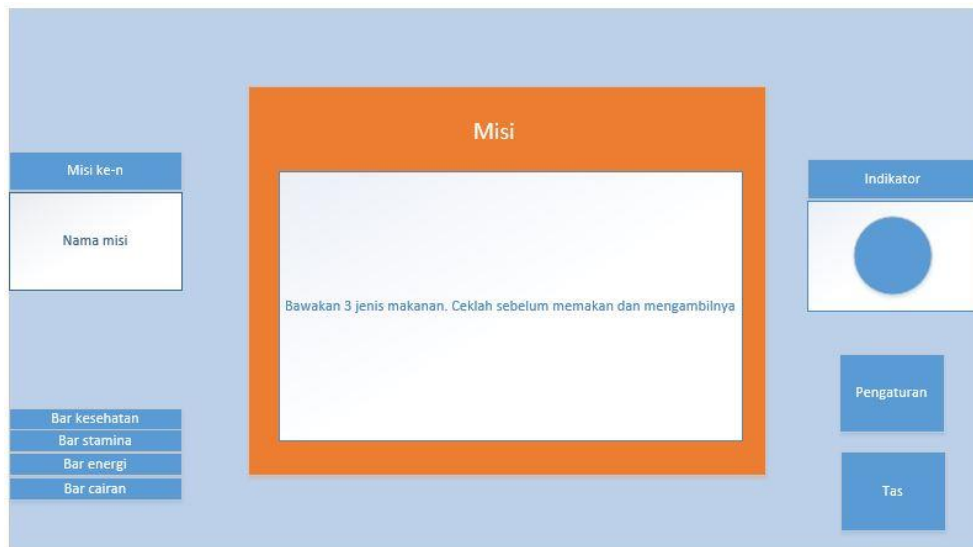 Misi
Misi ke-n
Nama misi
Bawakan 3 jenis makanan. Ceklah sebelum memakan dan mengambilnya
Indikator
Pengaturan
Bar kesehatan
Bar stamina
Bar energi
Bar cairan
Tas